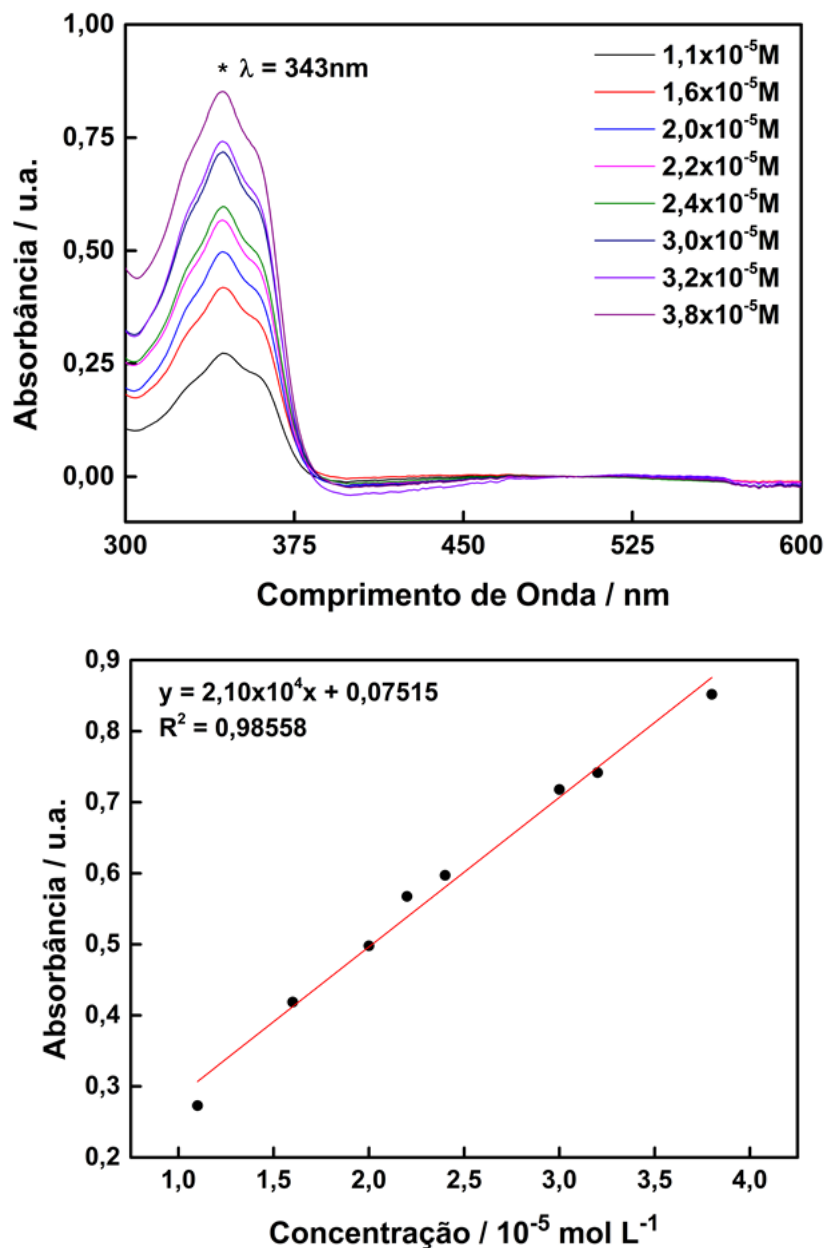 1,00
0,75
0,50
0,25
0,00
Absorbância / u.a.
* λ = 343nm
1,1x10⁻⁵M
1,6x10⁻⁵M
2,0x10⁻⁵M
2,2x10⁻⁵M
2,4x10⁻⁵M
3,0x10⁻⁵M
3,2x10⁻⁵M
3,8x10⁻⁵M
300 375 450 525 600
Comprimento de Onda / nm
0,9
0,8
0,7
0,6
0,5
0,4
0,3
0,2
Absorbância / u.a.
y = 2,10x10⁴x + 0,07515
R² = 0,98558
1,0 1,5 2,0 2,5 3,0 3,5 4,0
Concentração / 10⁻⁵ mol L⁻¹